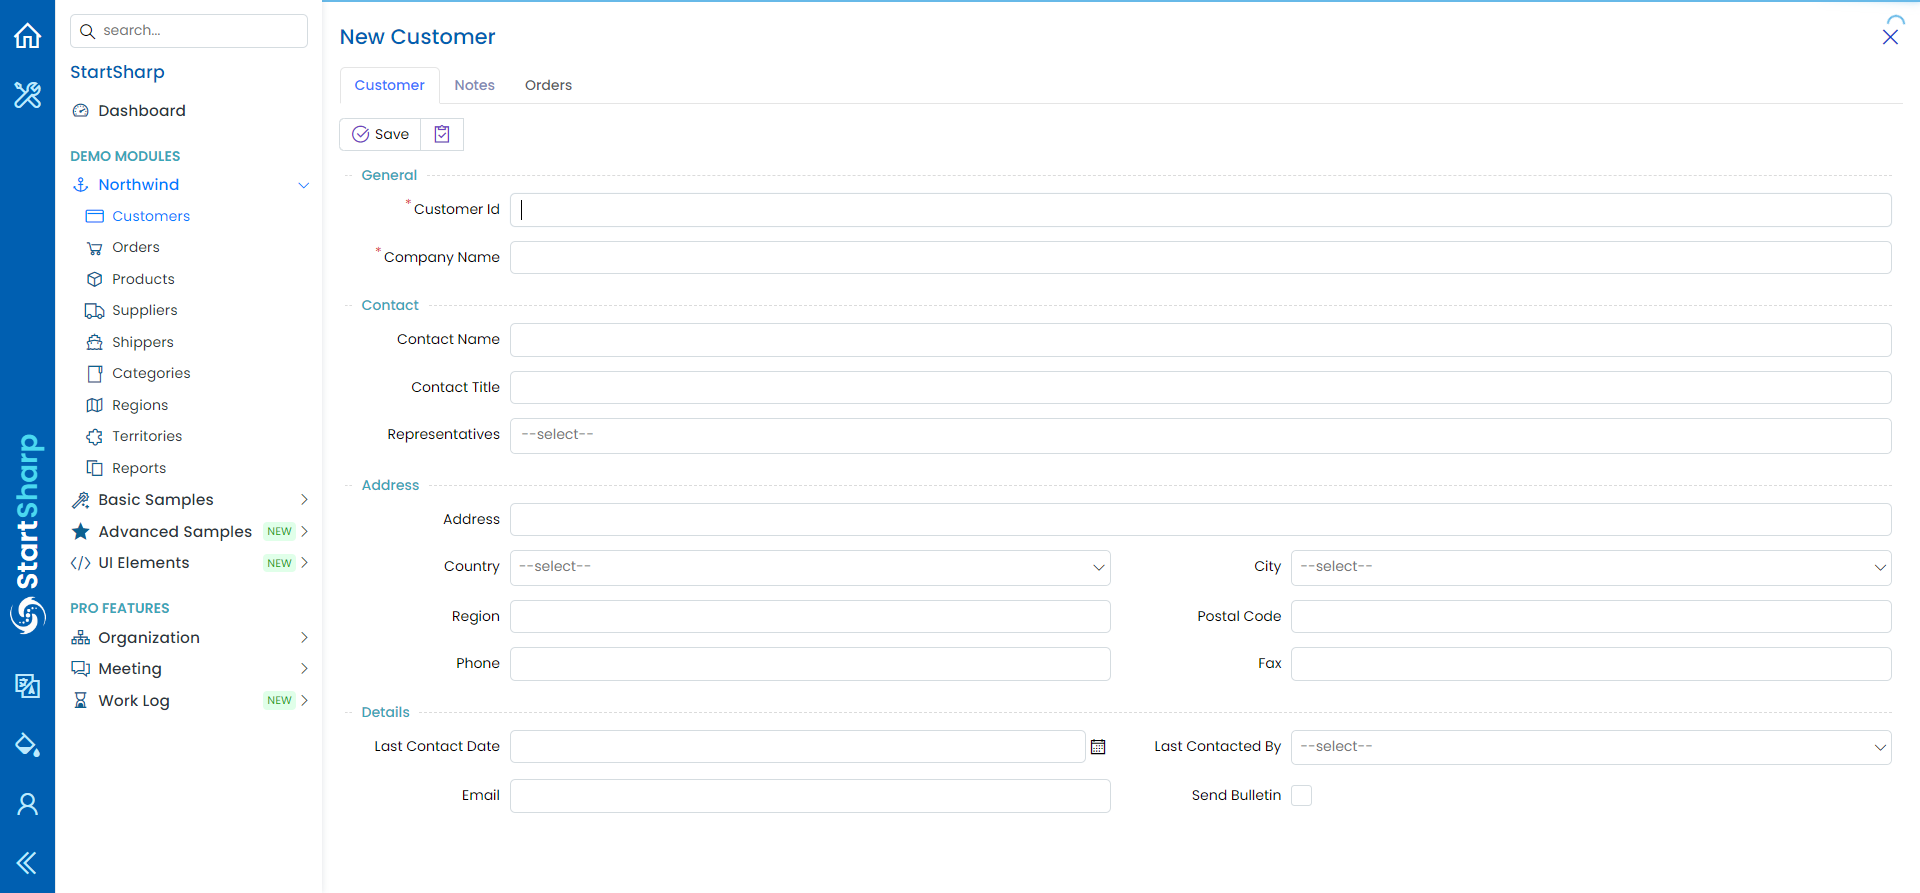 search...
StartSharp
Dashboard
DEMO MODULES
Northwind
Customers
Orders
Products
Suppliers
Shippers
Categories
Regions
Territories
Reports
Basic Samples
Advanced Samples NEW
UI Elements NEW
PRO FEATURES
Organization
Meeting
Work Log NEW
StartSharp
New Customer
Customer Notes Orders
Save
General
* Customer Id
* Company Name
Contact
Contact Name
Contact Title
Representatives --select--
Address
Address
Country --select-- City --select--
Region Postal Code
Phone Fax
Details
Last Contact Date Last Contacted By --select--
Email Send Bulletin